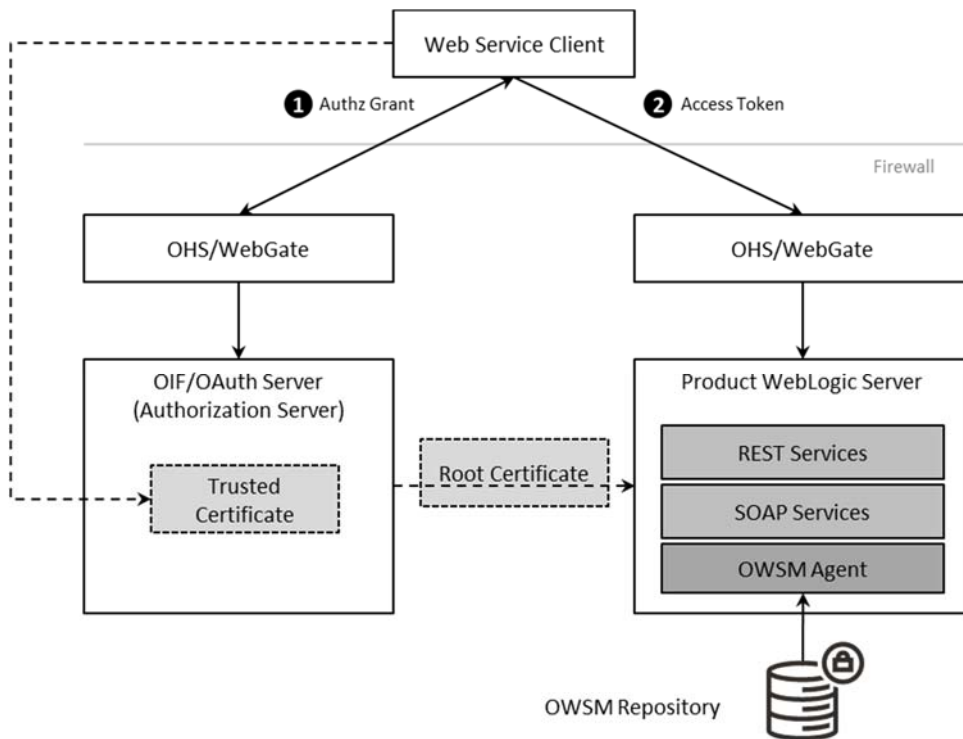 Web Service Client
1 Authz Grant
2 Access Token
Firewall
OHS/WebGate
OHS/WebGate
OIF/OAuth Server
(Authorization Server)
Trusted
Certificate
Root Certificate
Product WebLogic Server
REST Services
SOAP Services
OWSM Agent
OWSM Repository